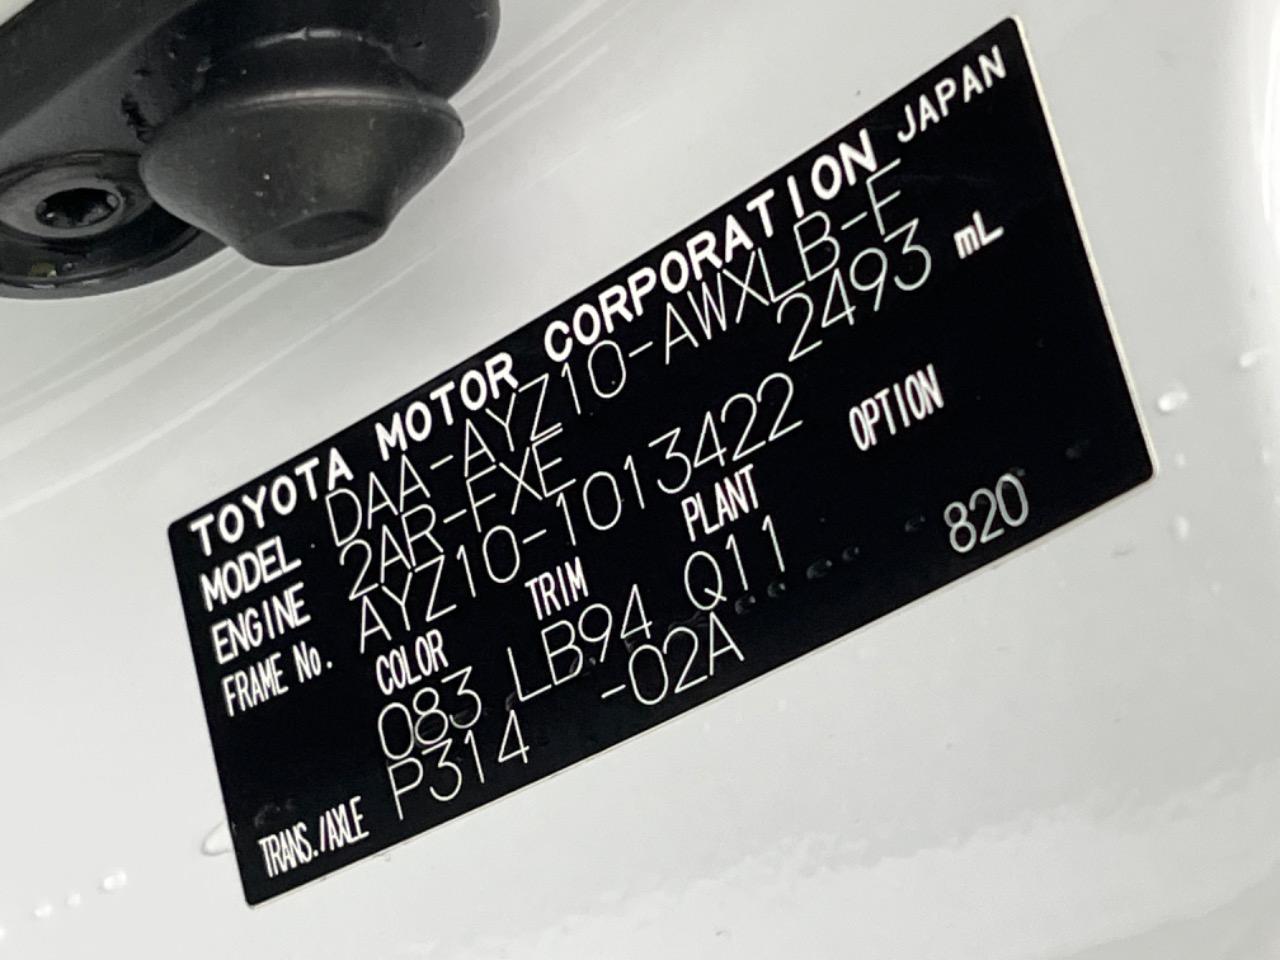 TOYOTA MOTOR CORPORATION JAPAN
MODEL DAA-AYZ10-AWXLB-F
ENGINE 2AR-FXE 2493 mL
FRAME No. AYZ10-1013422
COLOR TRIM PLANT OPTION
083 LB94 Q11 820
TRANS./AXLE P314 -02A